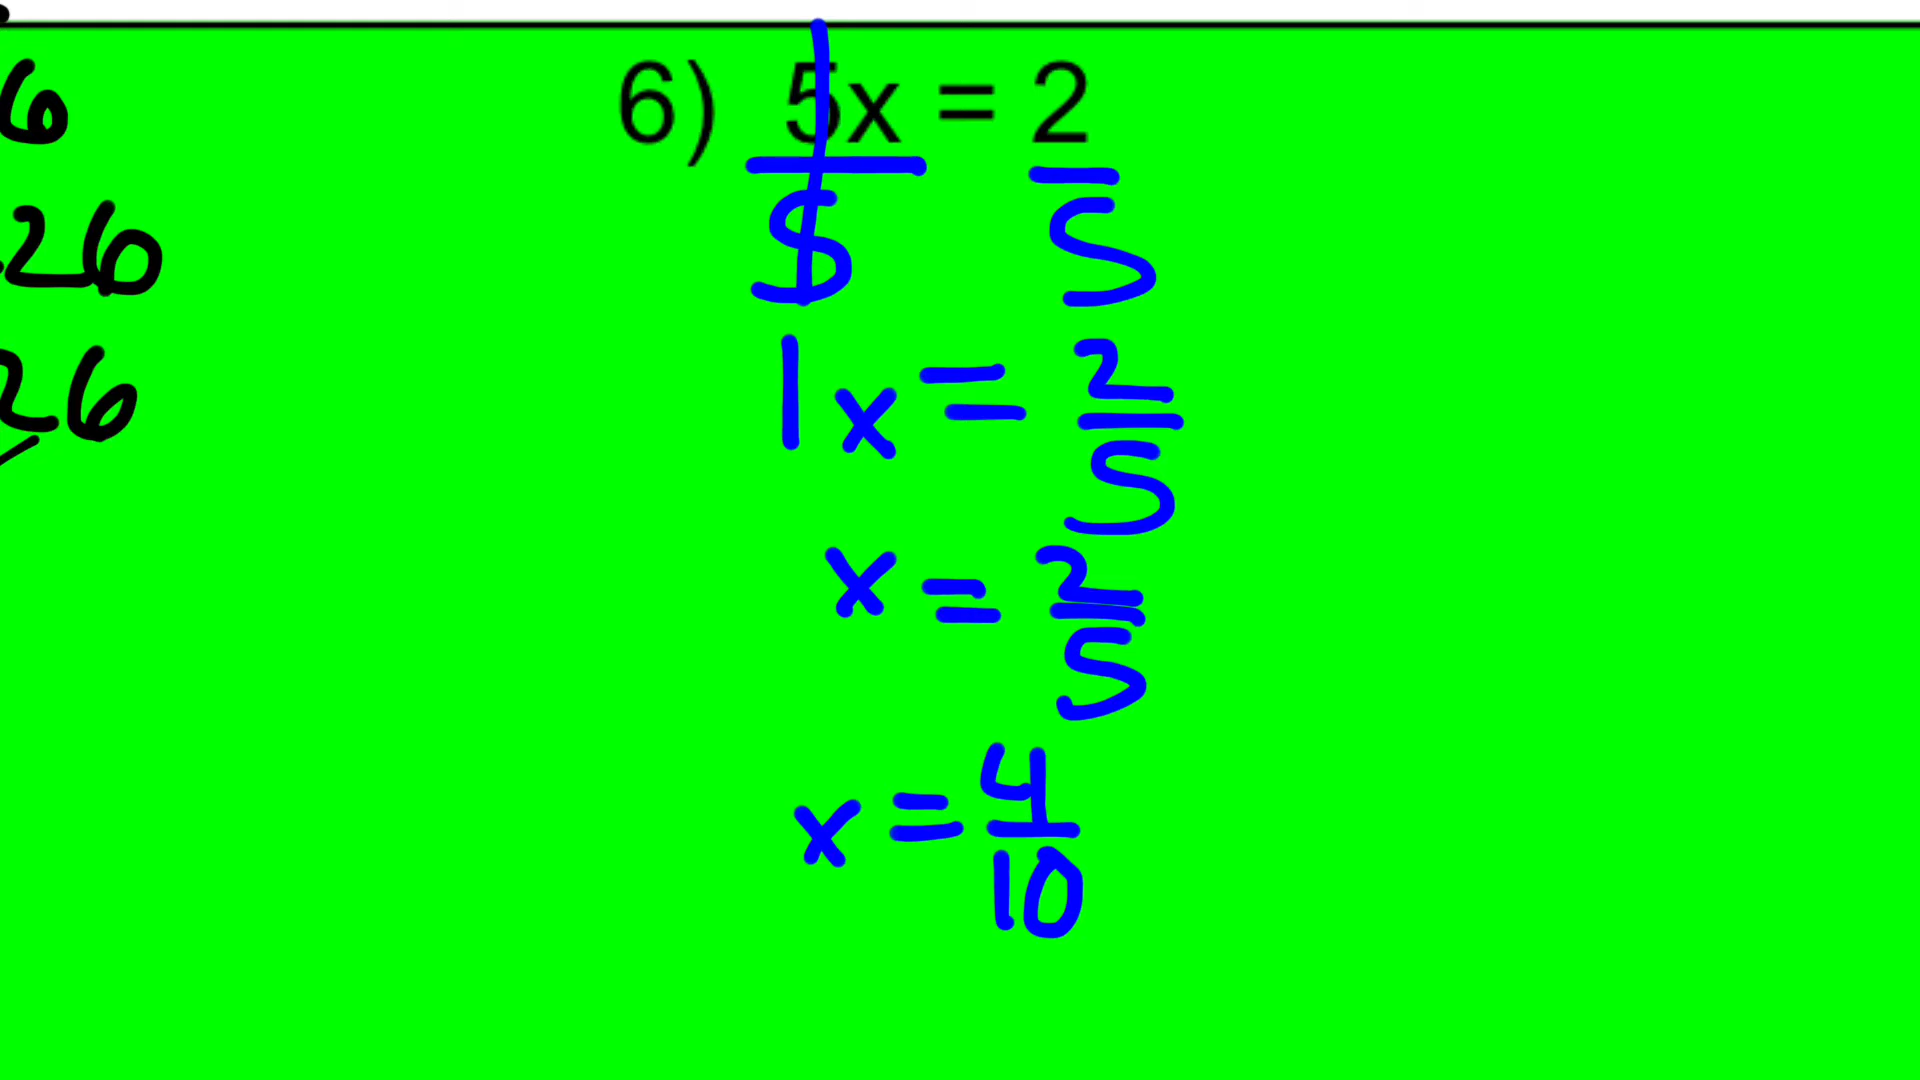 6
26
26
6) 5x = 2
5 5
1x = 2/5
x = 2/5
x = 4/10